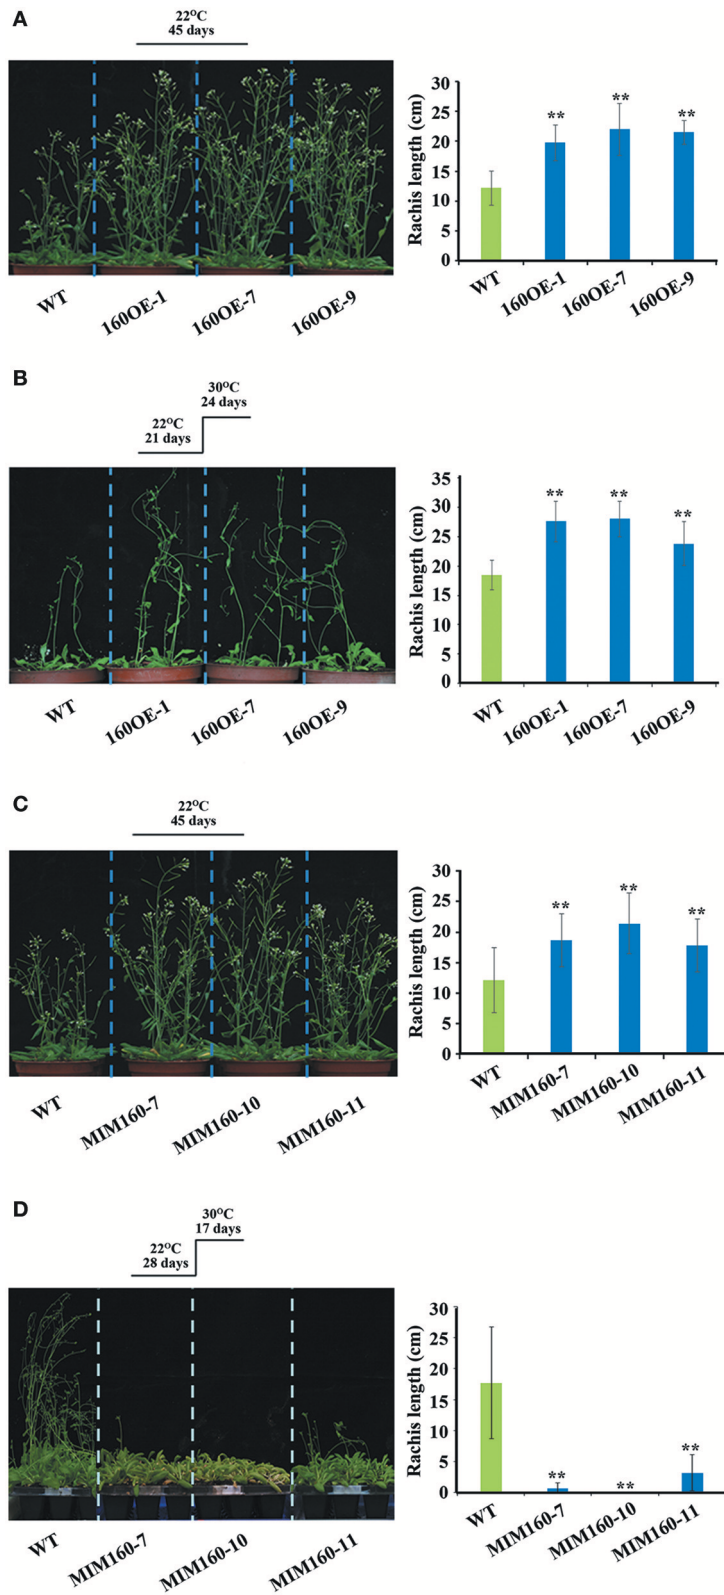 A
22°C
45 days
WT
160OE-1
160OE-7
160OE-9
Rachis length (cm)
30
25
20
15
10
5
0
**
**
**
WT
160OE-1
160OE-7
160OE-9
B
30°C
24 days
22°C
21 days
WT
160OE-1
160OE-7
160OE-9
Rachis length (cm)
35
30
25
20
15
10
5
0
**
**
**
WT
160OE-1
160OE-7
160OE-9
C
22°C
45 days
WT
MIM160-7
MIM160-10
MIM160-11
Rachis length (cm)
30
25
20
15
10
5
0
**
**
**
WT
MIM160-7
MIM160-10
MIM160-11
D
30°C
17 days
22°C
28 days
WT
MIM160-7
MIM160-10
MIM160-11
Rachis length (cm)
30
25
20
15
10
5
0
**
**
**
WT
MIM160-7
MIM160-10
MIM160-11